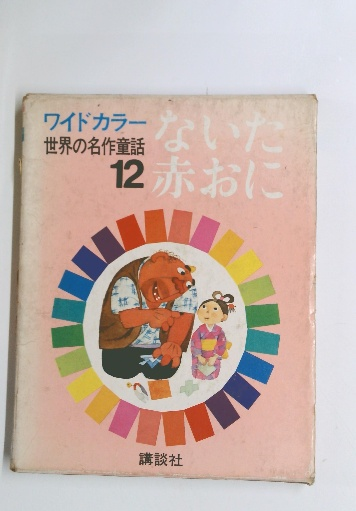 ワイドカラー
世界の名作童話
12
ないた
赤おに
講談社